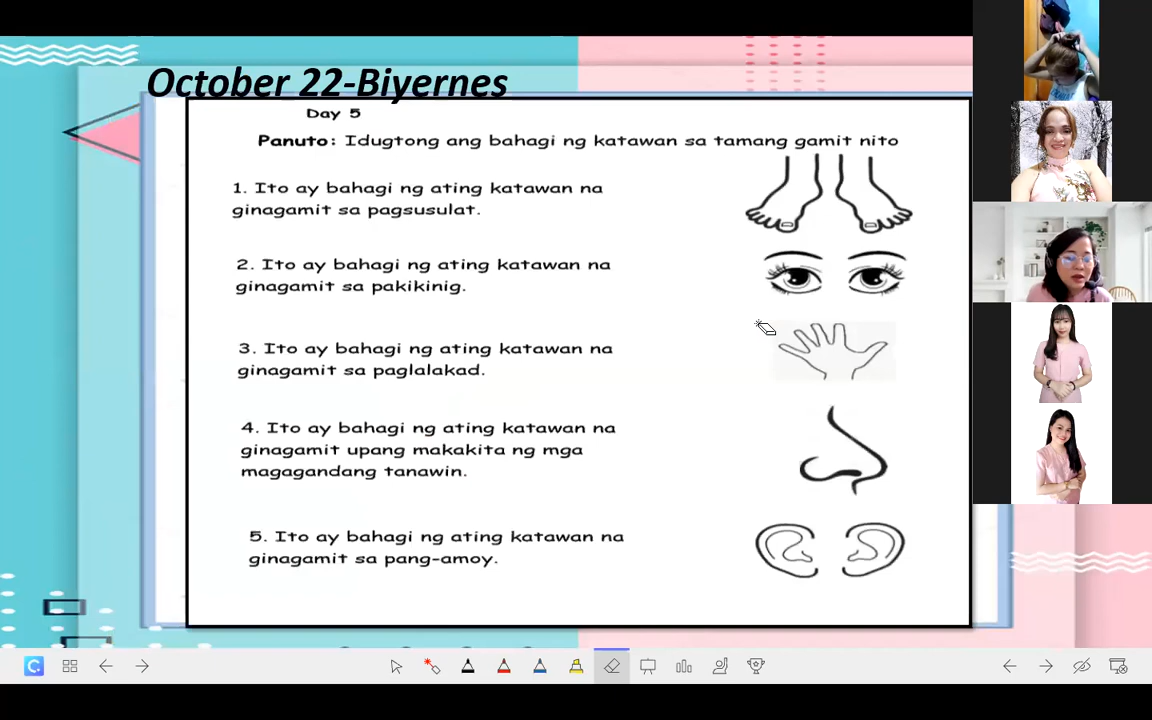 October 22-Biyernes
Day 5
Panuto: Idugtong ang bahagi ng katawan sa tamang gamit nito
1. Ito ay bahagi ng ating katawan na
ginagamit sa pagsusulat.
2. Ito ay bahagi ng ating katawan na
ginagamit sa pakikinig.
3. Ito ay bahagi ng ating katawan na
ginagamit sa paglalakad.
4. Ito ay bahagi ng ating katawan na
ginagamit upang makakita ng mga
magagandang tanawin.
5. Ito ay bahagi ng ating katawan na
ginagamit sa pang-amoy.